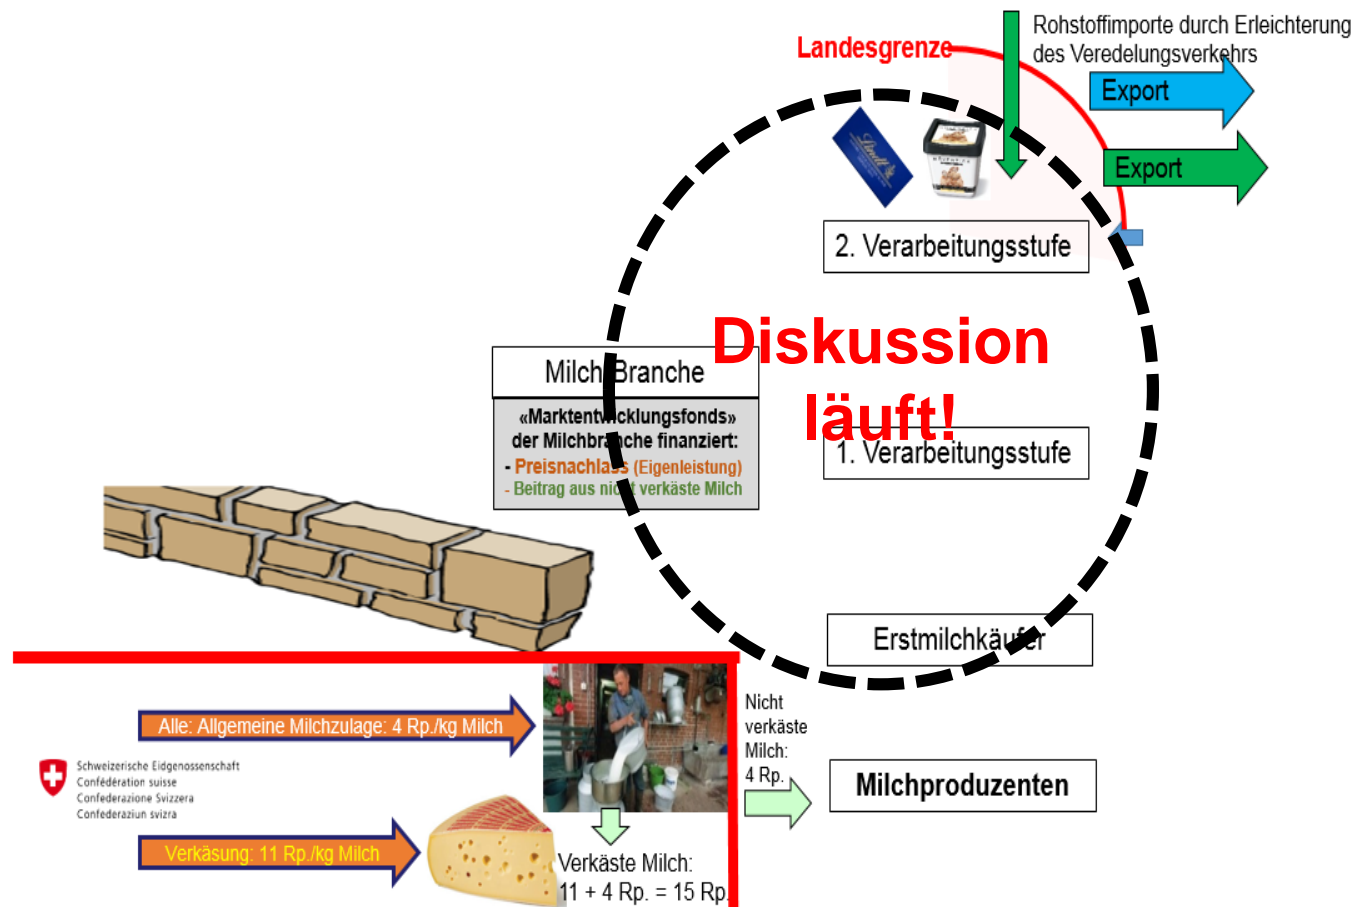 Rohstoffimporte durch Erleichterung
des Veredelungsverkehrs
Landesgrenze
Export
Export
Lindt
2. Verarbeitungsstufe
Diskussion
läuft!
Milch Branche
«Marktentwicklungsfonds»
der Milchbranche finanziert:
- Preisnachlass (Eigenleistung)
- Beitrag aus nicht verkäste Milch
1. Verarbeitungsstufe
Erstmilchkäufer
Alle: Allgemeine Milchzulage: 4 Rp./kg Milch
Nicht
verkäste
Milch:
4 Rp.
Schweizerische Eidgenossenschaft
Confédération suisse
Confederazione Svizzera
Confederaziun svizra
Milchproduzenten
Verkäsung: 11 Rp./kg Milch
Verkäste Milch:
11 + 4 Rp. = 15 Rp.